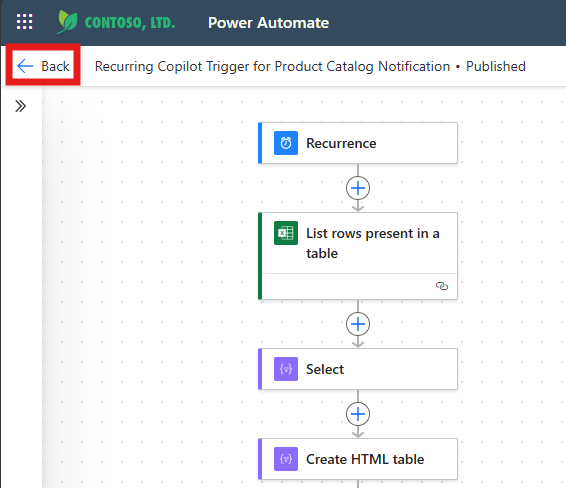 CONTOSO, LTD. Power Automate
Back Recurring Copilot Trigger for Product Catalog Notification • Published
Recurrence
List rows present in a
table
{v} Select
{v} Create HTML table